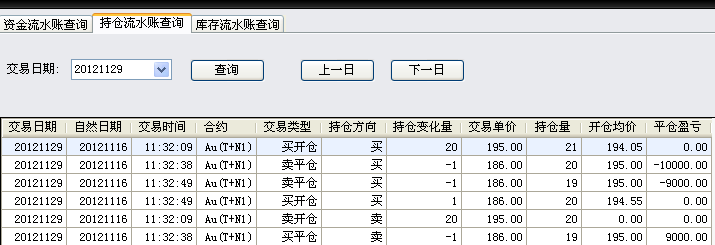 资金流水账查询 持仓流水账查询 库存流水账查询
交易日期: 20121129 查询 上一日 下一日
交易日期 自然日期 交易时间 合约 交易类型 持仓方向 持仓变化量 交易单价 持仓量 开仓均价 平仓盈亏
20121129 20121116 11:32:09 Au(T+N1) 买开仓 买 20 195.00 21 194.05 0.00
20121129 20121116 11:32:38 Au(T+N1) 卖平仓 买 -1 186.00 20 195.00 -10000.00
20121129 20121116 11:32:49 Au(T+N1) 卖平仓 买 -1 186.00 19 195.00 -9000.00
20121129 20121116 11:32:49 Au(T+N1) 买开仓 买 1 186.00 20 194.55 0.00
20121129 20121116 11:32:09 Au(T+N1) 卖开仓 卖 20 195.00 20 0.00 0.00
20121129 20121116 11:32:38 Au(T+N1) 买平仓 卖 -1 186.00 19 195.00 9000.00